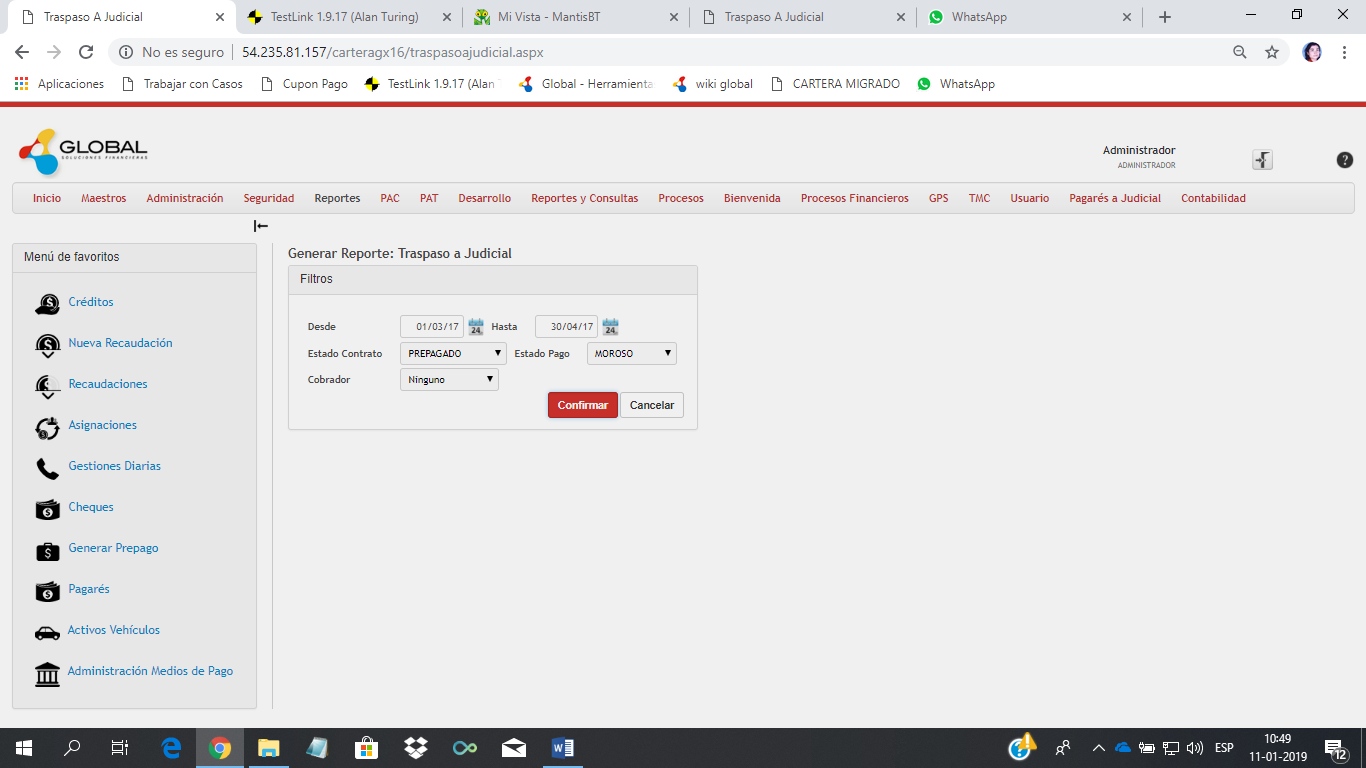 Traspaso A Judicial
TestLink 1.9.17 (Alan Turing)
Mi Vista - MantisBT
Traspaso A Judicial
WhatsApp
No es seguro | 54.235.81.157/carteragx16/traspasoajudicial.aspx
Aplicaciones
Trabajar con Casos
Cupon Pago
TestLink 1.9.17 (Alan
Global - Herramienta
wiki global
CARTERA MIGRADO
WhatsApp
GLOBAL
SOLUCIONES FINANCIERAS
Administrador
ADMINISTRADOR
Inicio Maestros Administración Seguridad Reportes PAC PAT Desarrollo Reportes y Consultas Procesos Bienvenida Procesos Financieros GPS TMC Usuario Pagarés a Judicial Contabilidad
Menú de favoritos
Créditos
Nueva Recaudación
Recaudaciones
Asignaciones
Gestiones Diarias
Cheques
Generar Prepago
Pagarés
Activos Vehículos
Administración Medios de Pago
Generar Reporte: Traspaso a Judicial
Filtros
Desde 01/03/17 24 Hasta 30/04/17 24
Estado Contrato PREPAGADO Estado Pago MOROSO
Cobrador Ninguno
Confirmar Cancelar
ESP
10:49
11-01-2019
12